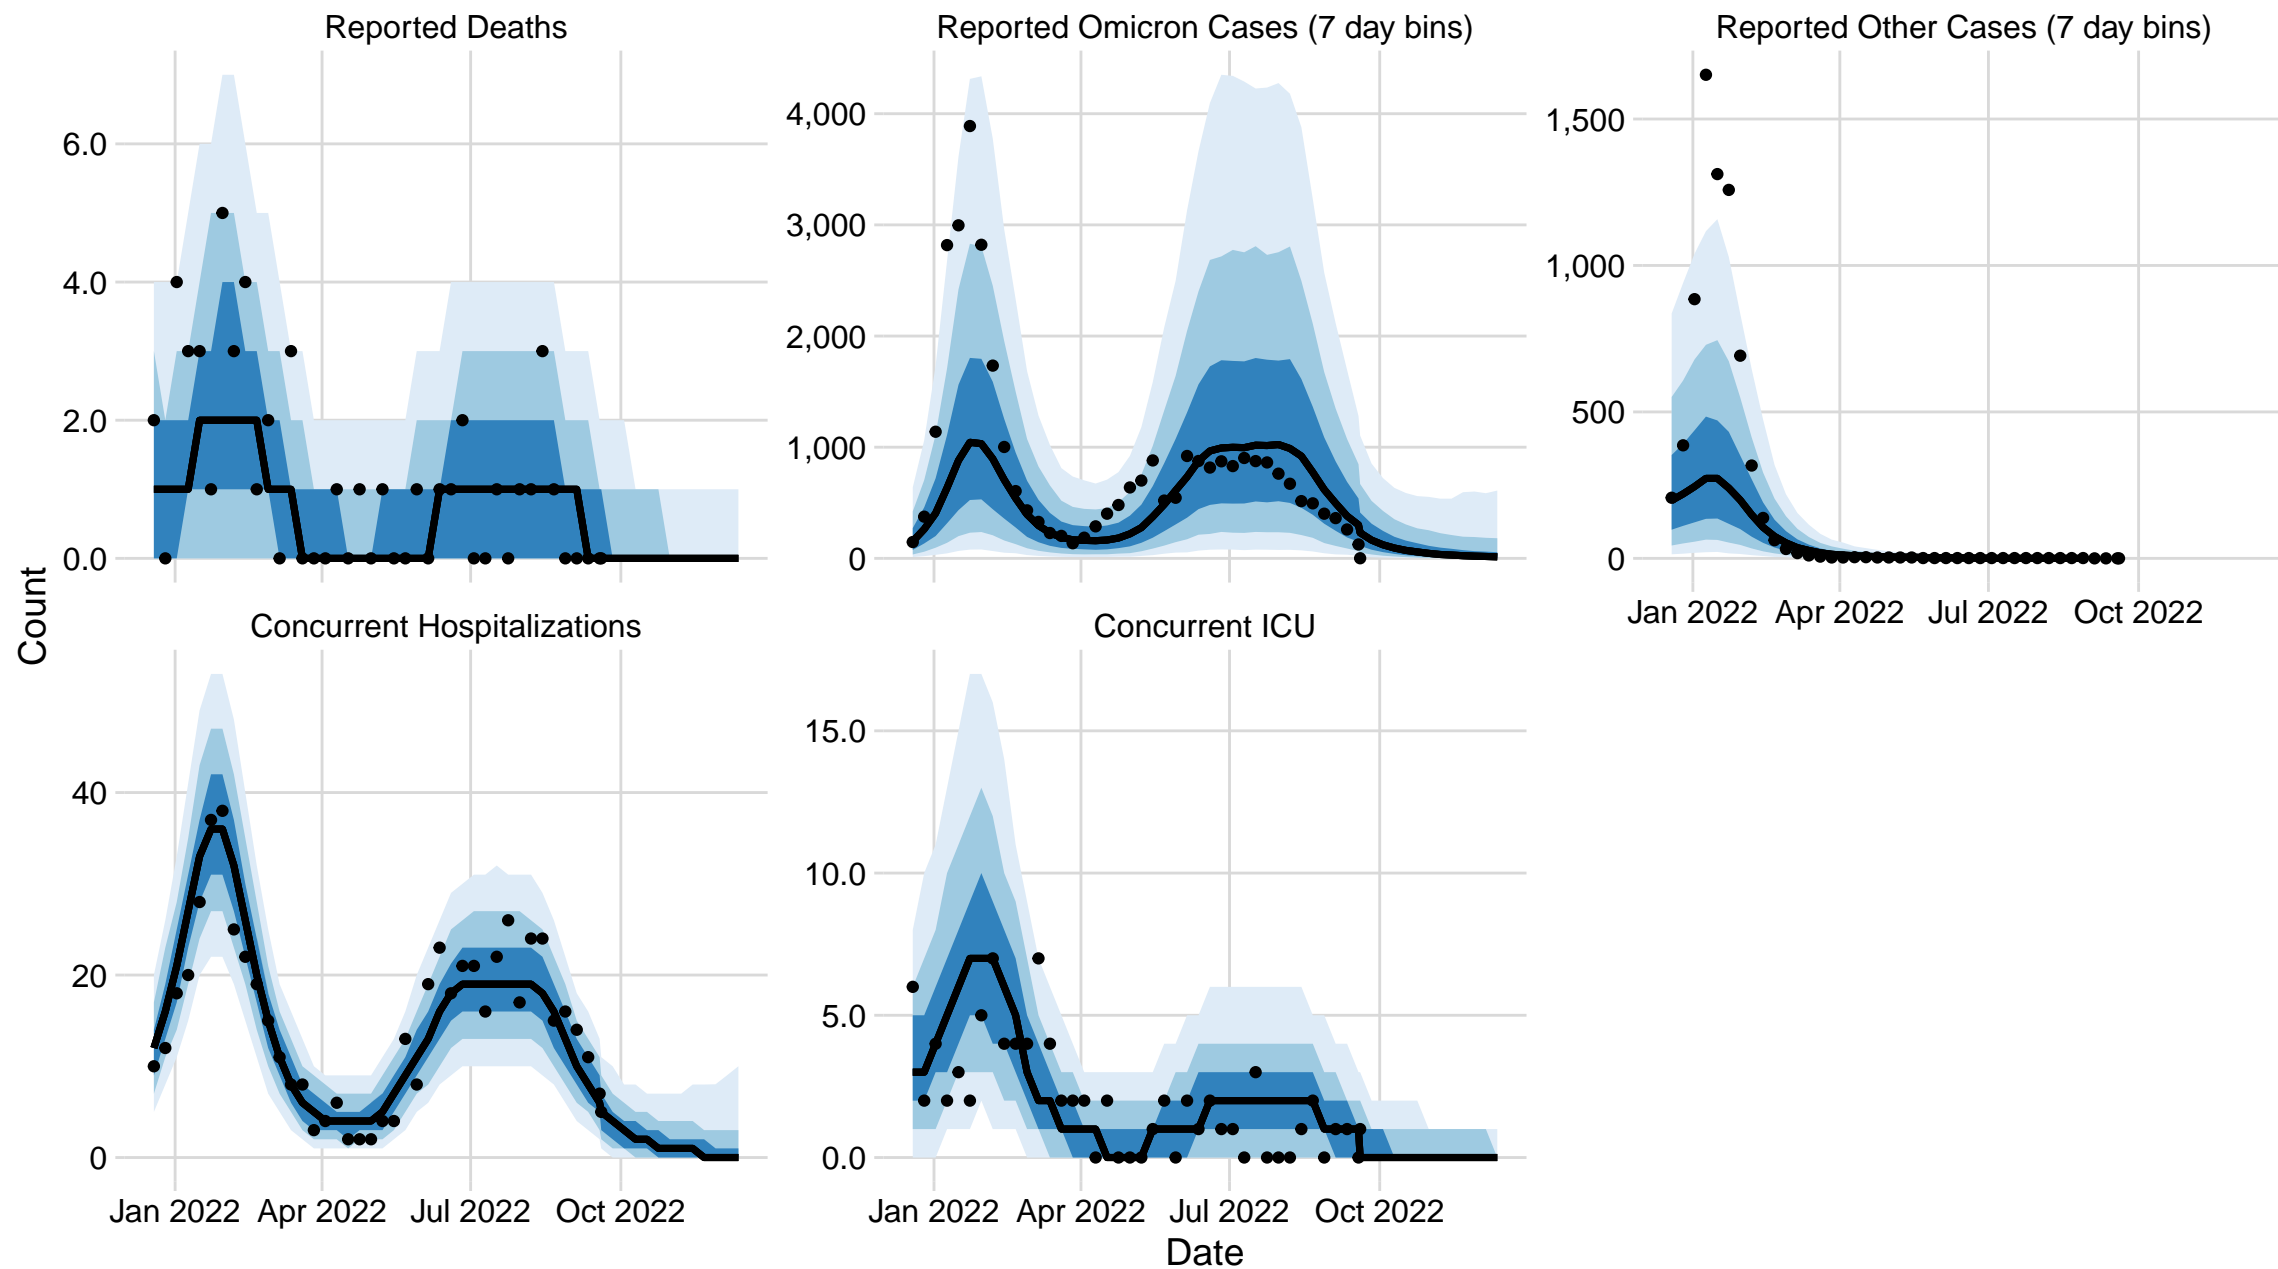 Reported Deaths
Reported Omicron Cases (7 day bins)
Reported Other Cases (7 day bins)
6.0
4.0
2.0
0.0
4,000
3,000
2,000
1,000
0
1,500
1,000
500
0
Jan 2022 Apr 2022 Jul 2022 Oct 2022
Count
Concurrent Hospitalizations
Concurrent ICU
40
20
0
15.0
10.0
5.0
0.0
Jan 2022 Apr 2022 Jul 2022 Oct 2022
Jan 2022 Apr 2022 Jul 2022 Oct 2022
Date